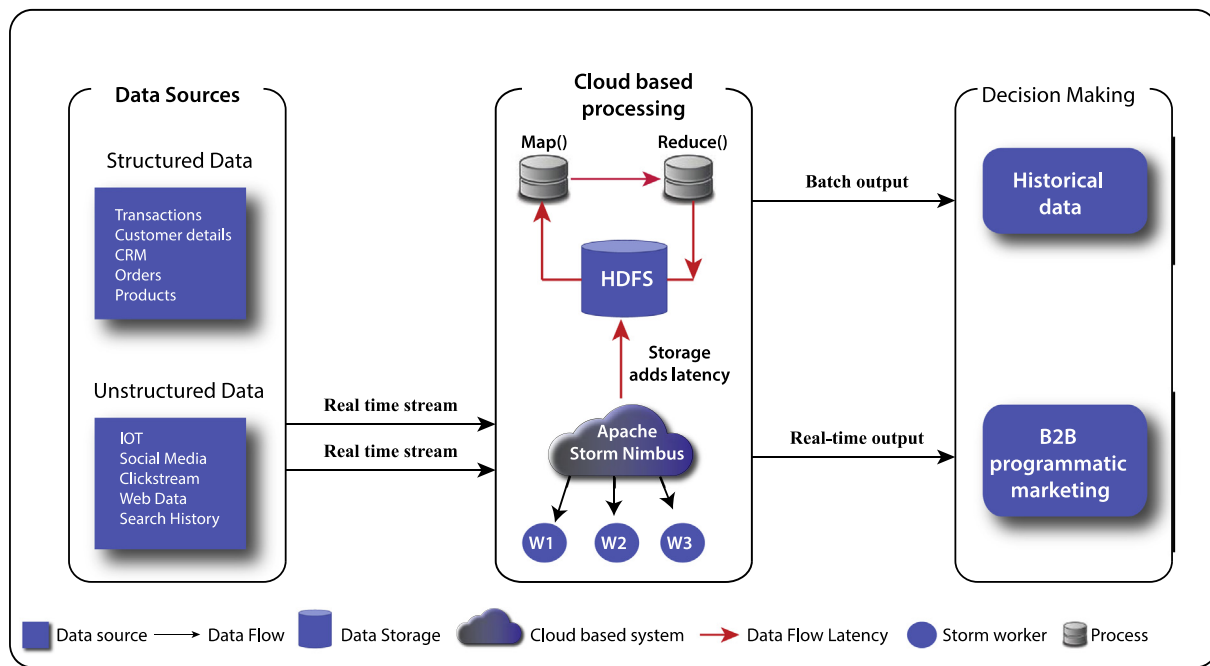 Data Sources
Structured Data
Transactions
Customer details
CRM
Orders
Products
Unstructured Data
IOT
Social Media
Clickstream
Web Data
Search History
Real time stream
Real time stream
Cloud based
processing
Map()
Reduce()
HDFS
Storage
adds latency
Apache
Storm Nimbus
W1
W2
W3
Batch output
Real-time output
Decision Making
Historical
data
B2B
programmatic
marketing
Data source
Data Flow
Data Storage
Cloud based system
Data Flow Latency
Storm worker
Process